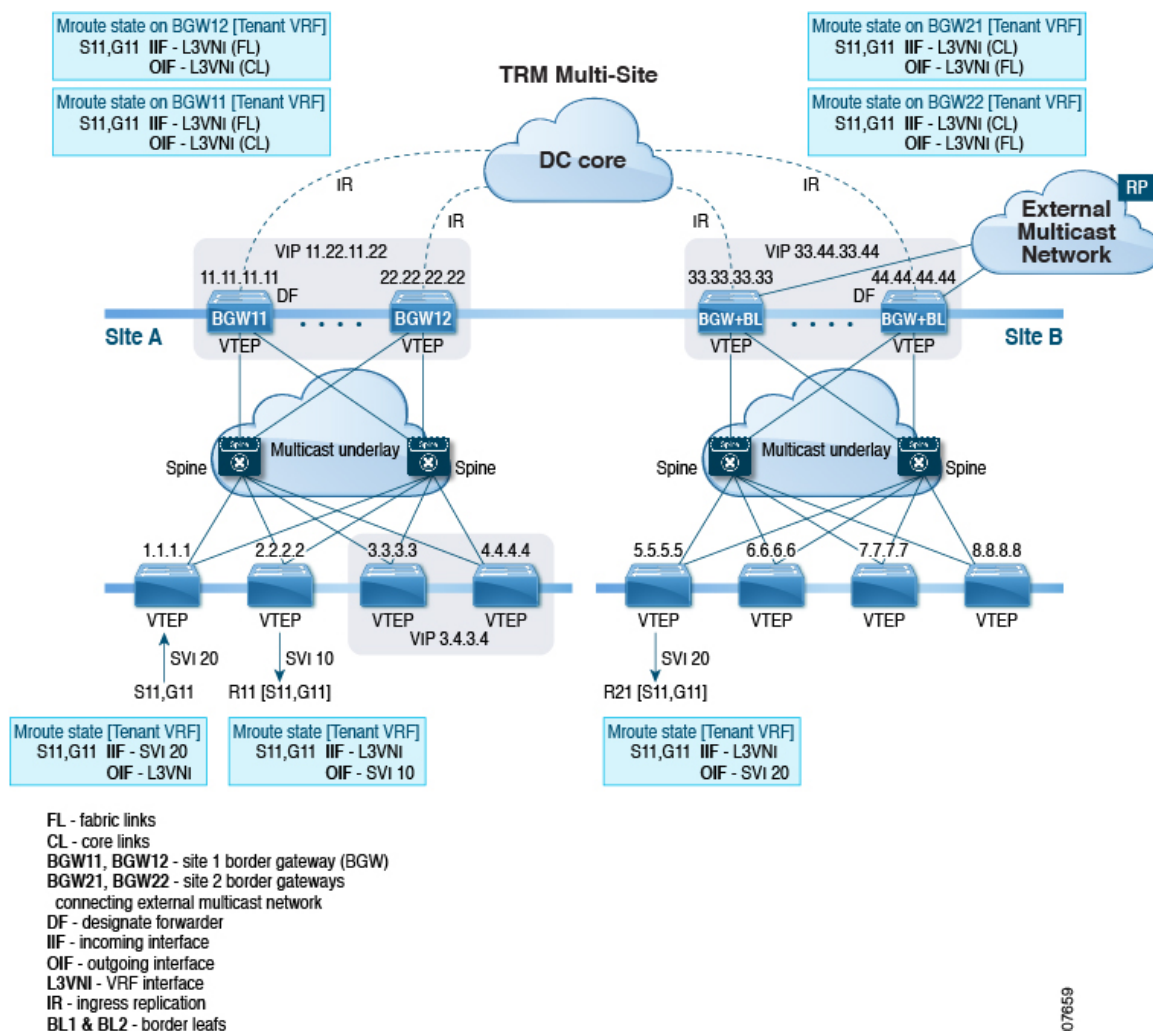 Mroute state on BGW12 [Tenant VRF]
S11,G11 IIF - L3VNI (FL)
OIF - L3VNI (CL)
Mroute state on BGW11 [Tenant VRF]
S11,G11 IIF - L3VNI (FL)
OIF - L3VNI (CL)
TRM Multi-Site
Mroute state on BGW21 [Tenant VRF]
S11,G11 IIF - L3VNI (CL)
OIF - L3VNI (FL)
Mroute state on BGW22 [Tenant VRF]
S11,G11 IIF - L3VNI (CL)
OIF - L3VNI (FL)
DC core
IR
IR
IR
IR
RP
External
Multicast
Network
VIP 11.22.11.22
VIP 33.44.33.44
11.11.11.11
22.22.22.22
33.33.33.33
44.44.44.44
DF
DF
BGW11
BGW12
BGW+BL
BGW+BL
Site A
Site B
VTEP
VTEP
VTEP
VTEP
Spine
Spine
Spine
Spine
Multicast underlay
Multicast underlay
Spine
Spine
Spine
Spine
1.1.1.1
2.2.2.2
3.3.3.3
4.4.4.4
5.5.5.5
6.6.6.6
7.7.7.7
8.8.8.8
VTEP
VTEP
VTEP
VTEP
VTEP
VTEP
VTEP
VTEP
VIP 3.4.3.4
SVI 20
SVI 10
SVI 20
S11,G11
R11 [S11,G11]
R21 [S11,G11]
Mroute state [Tenant VRF]
S11,G11 IIF - SVI 20
OIF - L3VNI
Mroute state [Tenant VRF]
S11,G11 IIF - L3VNI
OIF - SVI 10
Mroute state [Tenant VRF]
S11,G11 IIF - L3VNI
OIF - SVI 20
FL - fabric links
CL - core links
BGW11, BGW12 - site 1 border gateway (BGW)
BGW21, BGW22 - site 2 border gateways
connecting external multicast network
DF - designate forwarder
IIF - incoming interface
OIF - outgoing interface
L3VNI - VRF interface
IR - ingress replication
BL1 & BL2 - border leafs
07659